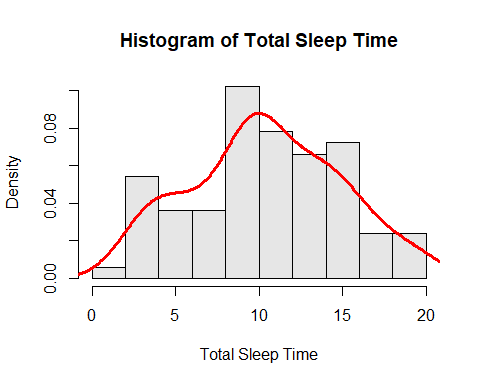 Histogram of Total Sleep Time
Density
0.08
0.04
0.00
0 5 10 15 20
Total Sleep Time